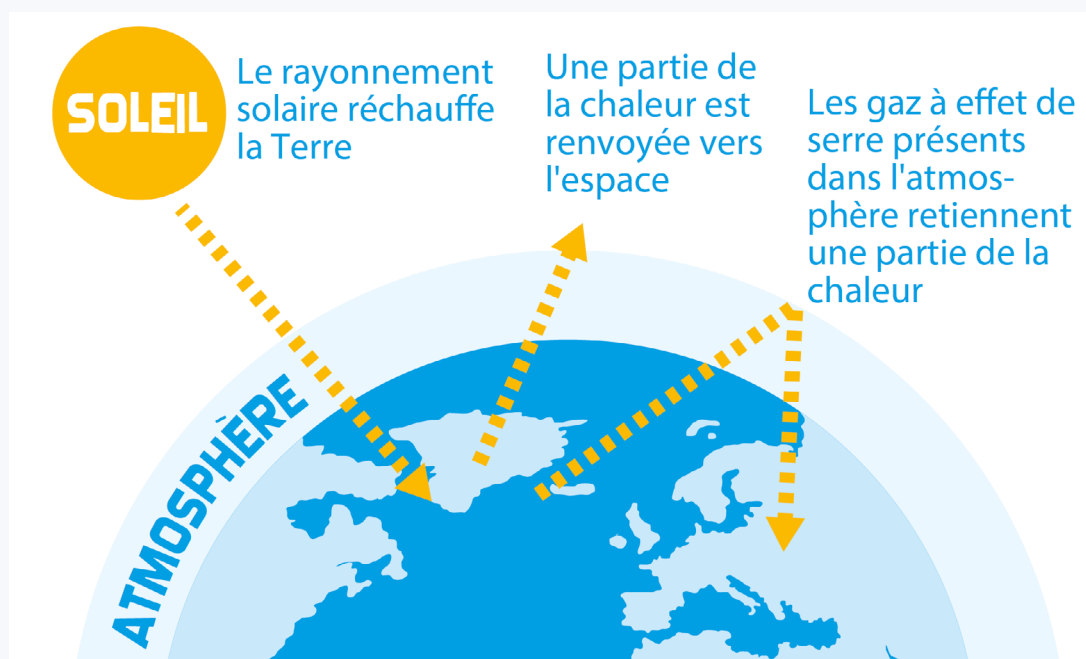 SOLEIL
Le rayonnement
solaire réchauffe
la Terre
Une partie de
la chaleur est
renvoyée vers
l'espace
Les gaz à effet de
serre présents
dans l'atmos-
phère retiennent
une partie de la
chaleur
ATMOSPHÈRE